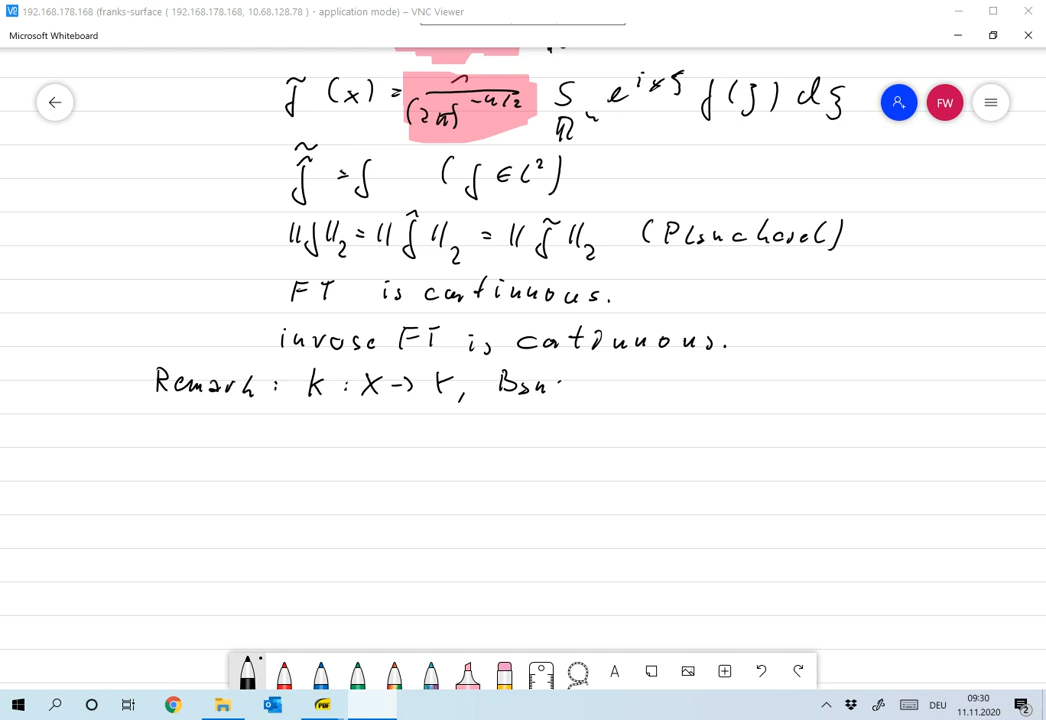 192.168.178.168 (franks-surface ( 192.168.178.168, 10.68.128.78 ) - application mode) – VNC Viewer
Microsoft Whiteboard
f̃ (x) = 1/(2π)^{-n/2} ∫_{ℝ^n} e^{ixξ} f(ξ) dξ
FW
f̂̃ = f (f ∈ L²)
||f||₂ = ||f̂||₂ = ||f̃||₂ (Plancherel)
FT is continuous.
inverse FT is continuous.
Remark: K : X → Y, Ban
A
DEU
09:30
11.11.2020
2